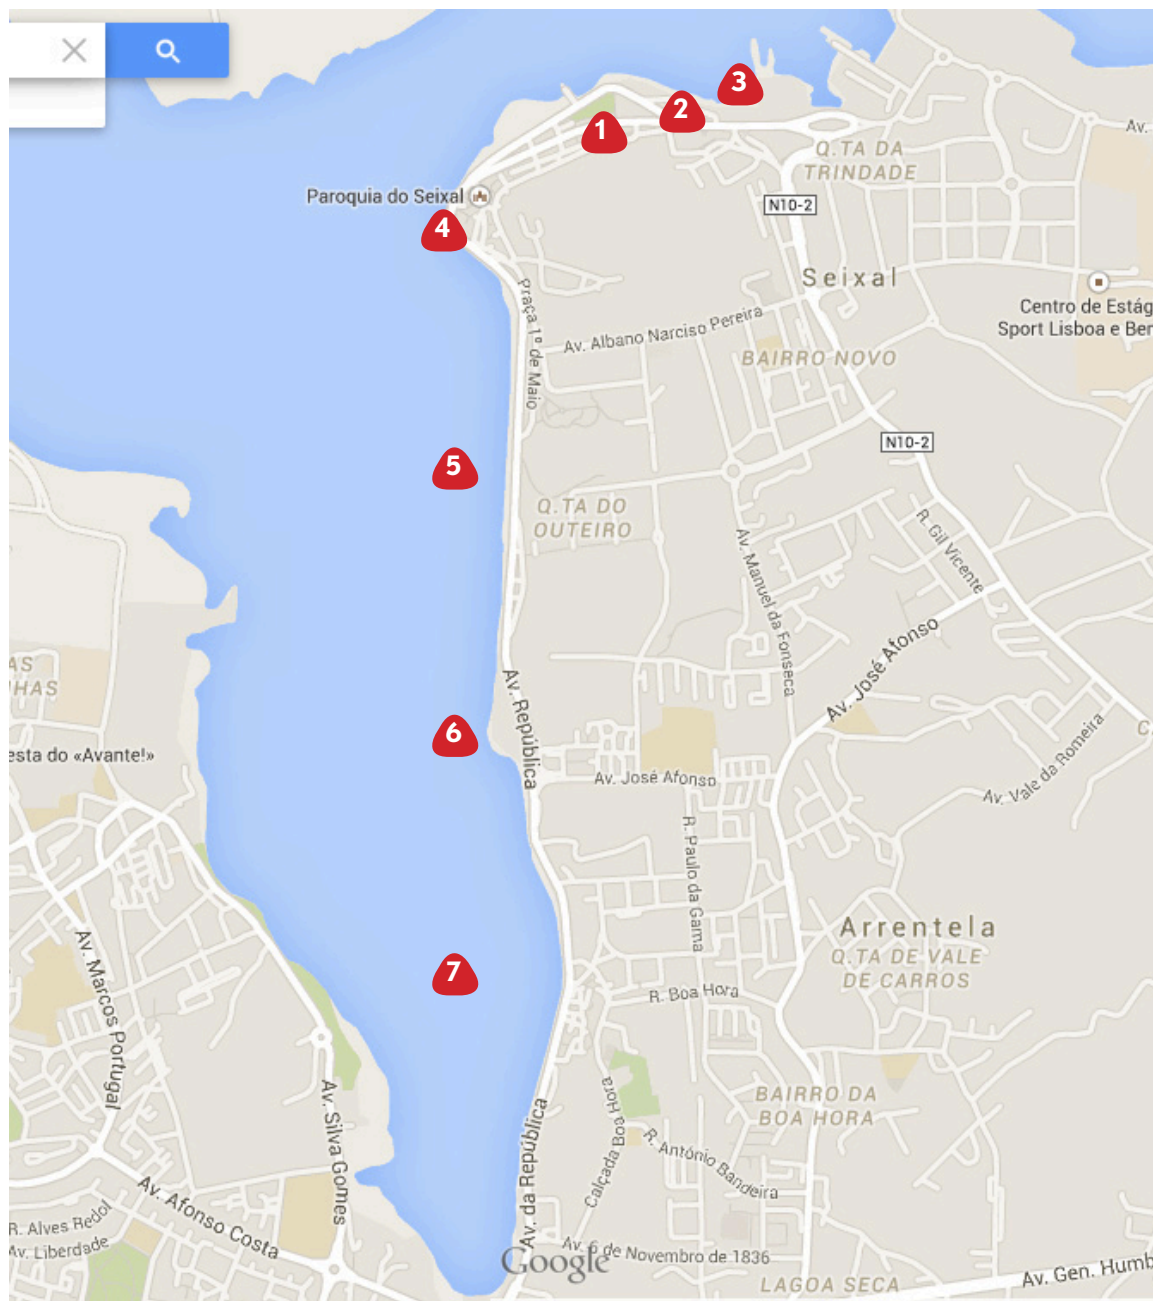 3
2
1
Av.
Q.TA DA
TRINDADE
Paroquia do Seixal
N10-2
4
Seixal
Praça 1º de Maio
Centro de Estág
Sport Lisboa e Ben
Av. Albano Narciso Pereira
BAIRRO NOVO
N10-2
5
Q.TA DO
OUTEIRO
R. Gil Vicente
Av. Manuel da Fonseca
Av. José Afonso
AS
HAS
Av. República
6
esta do «Avante!»
Av. José Afonso
Av. Vale da Romeira
C
R. Paulo da Gama
Arrentela
Q.TA DE VALE
DE CARROS
Av. Marcos Portugal
7
R. Boa Hora
BAIRRO DA
BOA HORA
Av. Silva Gomes
Calçada Boa Hora
Av. da República
R. António Bandeira
Av. Afonso Costa
R. Alves Redol
Av. Liberdade
Google
Av. 6 de Novembro de 1836
LAGOA SECA
Av. Gen. Humb